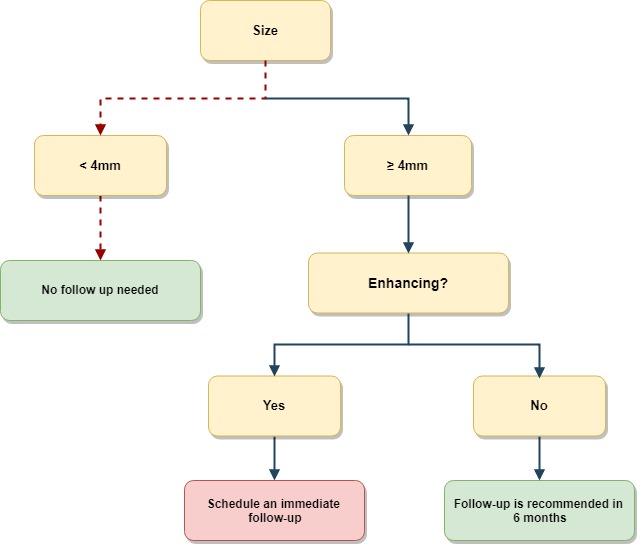 Size
< 4mm
≥ 4mm
No follow up needed
Enhancing?
Yes
No
Schedule an immediate
follow-up
Follow-up is recommended in
6 months